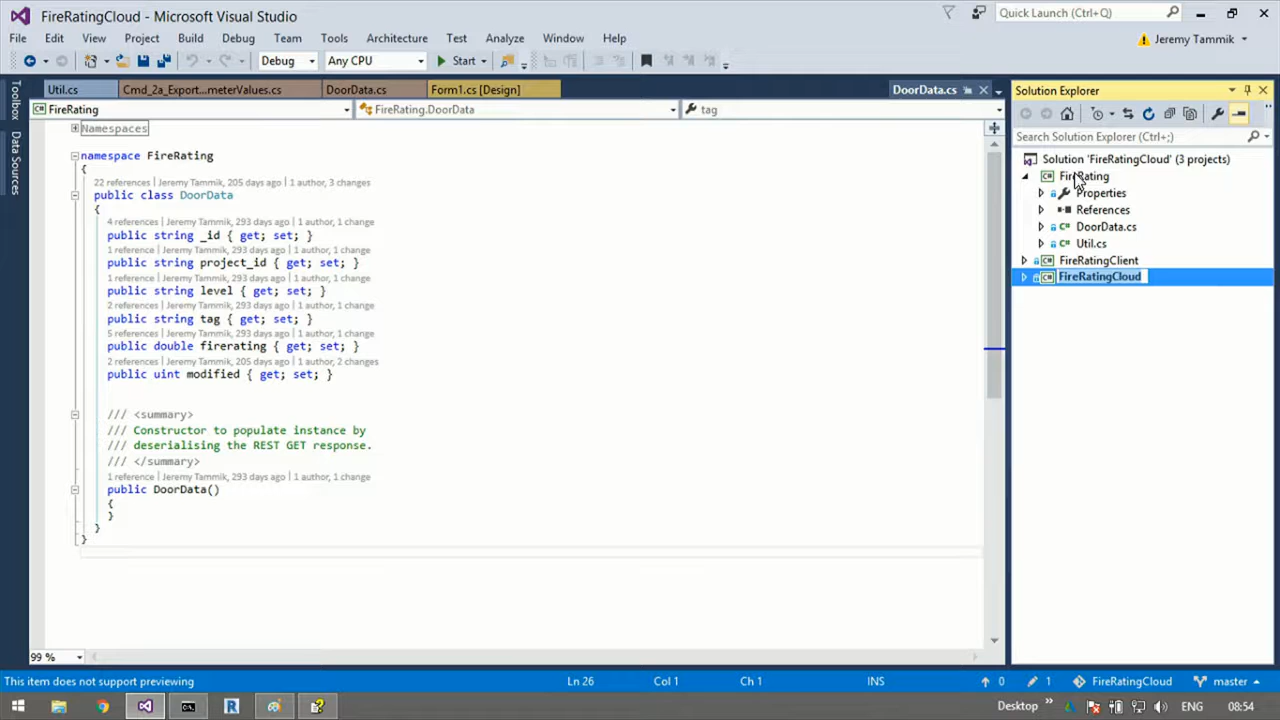 FireRatingCloud - Microsoft Visual Studio
Quick Launch (Ctrl+Q)
File Edit View Project Build Debug Team Tools Architecture Test Analyze Window Help
Jeremy Tammik
Debug Any CPU Start
Toolbox
Data Sources
Util.cs Cmd_2a_Export...meterValues.cs DoorData.cs Form1.cs [Design] DoorData.cs
FireRating FireRating.DoorData tag
Namespaces
namespace FireRating
{
22 references | Jeremy Tammik, 205 days ago | 1 author, 3 changes
public class DoorData
{
4 references | Jeremy Tammik, 293 days ago | 1 author, 1 change
public string _id { get; set; }
1 reference | Jeremy Tammik, 293 days ago | 1 author, 1 change
public string project_id { get; set; }
1 reference | Jeremy Tammik, 293 days ago | 1 author, 1 change
public string level { get; set; }
2 references | Jeremy Tammik, 293 days ago | 1 author, 1 change
public string tag { get; set; }
5 references | Jeremy Tammik, 293 days ago | 1 author, 1 change
public double firerating { get; set; }
2 references | Jeremy Tammik, 205 days ago | 1 author, 2 changes
public uint modified { get; set; }
/// <summary>
/// Constructor to populate instance by
/// deserialising the REST GET response.
/// </summary>
1 reference | Jeremy Tammik, 293 days ago | 1 author, 1 change
public DoorData()
{
}
}
}
99 %
Solution Explorer
Search Solution Explorer (Ctrl+;)
Solution 'FireRatingCloud' (3 projects)
FireRating
Properties
References
DoorData.cs
Util.cs
FireRatingClient
FireRatingCloud
This item does not support previewing Ln 26 Col 1 Ch 1 INS 0 1 FireRatingCloud master
Desktop ENG 08:54